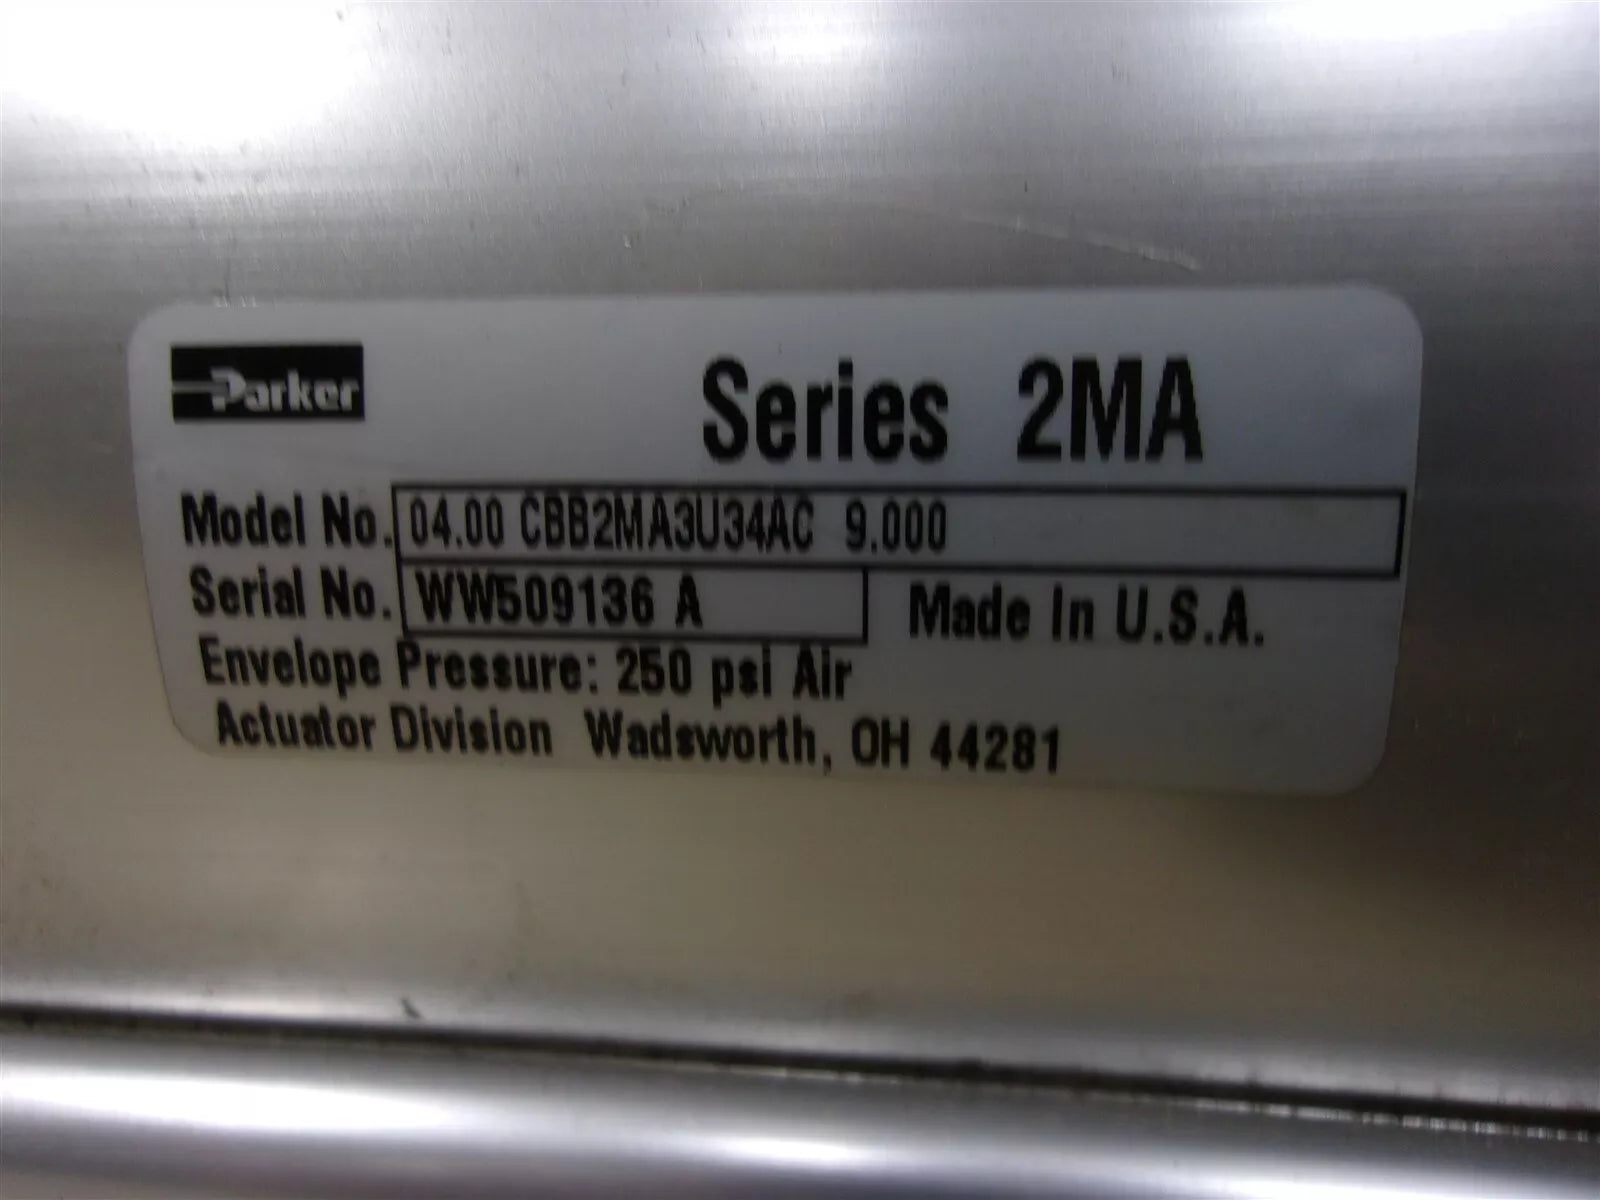 Parker
Series 2MA
Model No. 04.00 CBB2MA3U34AC 9.000
Serial No. WW509136 A Made In U.S.A.
Envelope Pressure: 250 psi Air
Actuator Division Wadsworth, OH 44281